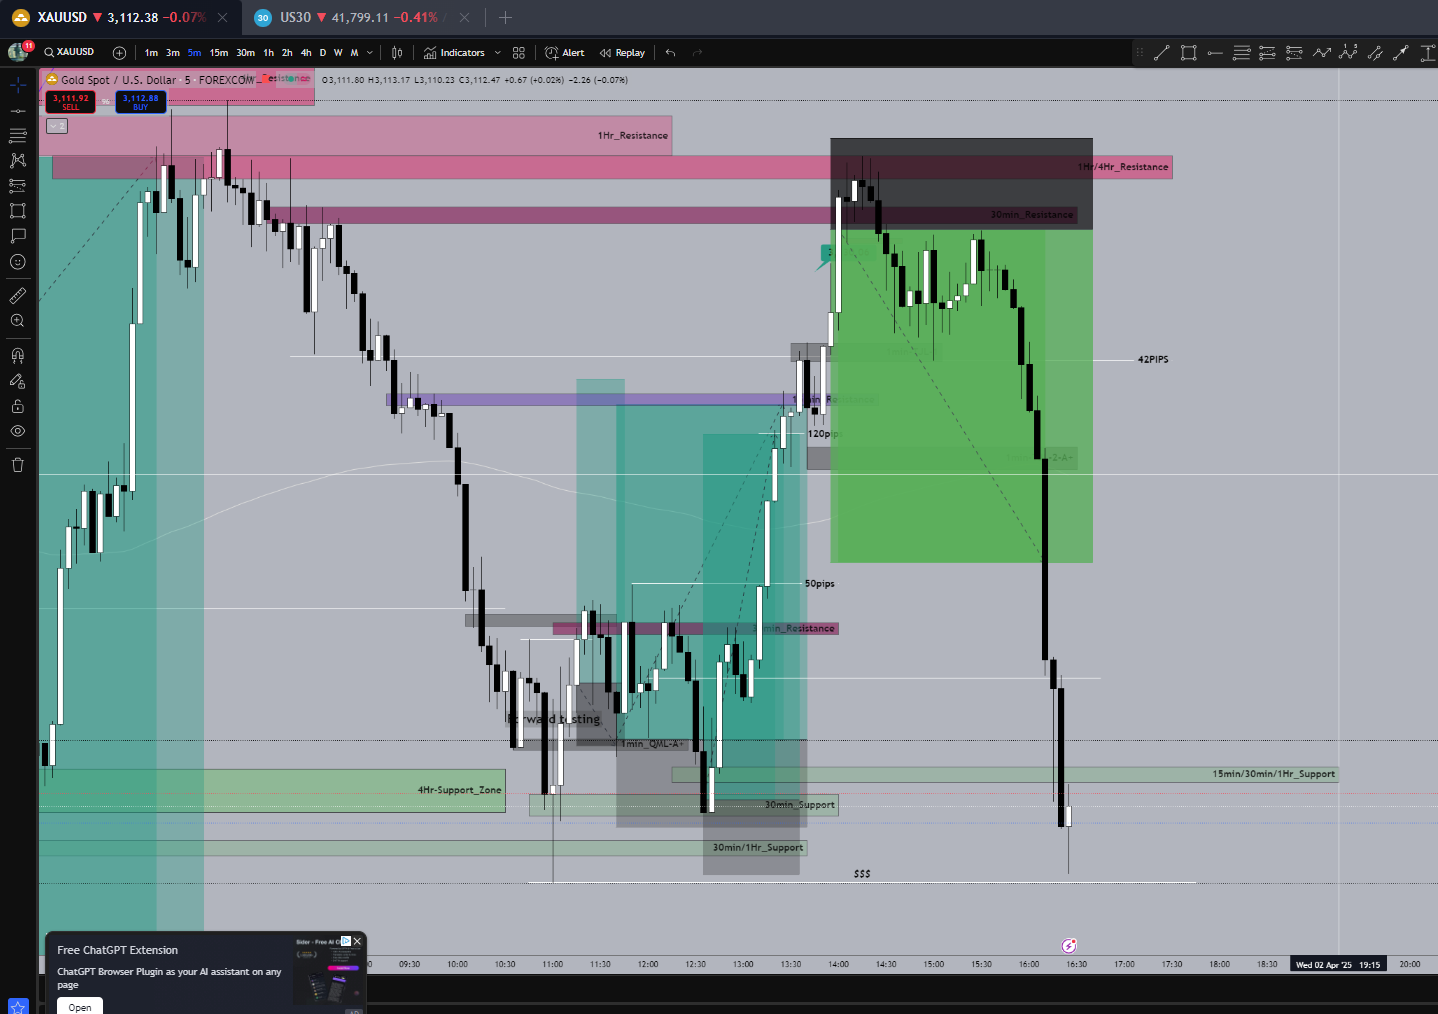 XAUUSD 3,112.38 −0.07%
30 US30 41,799.11 −0.41%
11 XAUUSD 1m 3m 5m 15m 30m 1h 2h 4h D W M Indicators Alert Replay
Gold Spot / U.S. Dollar · 5 · FOREXCOM O3,111.80 H3,113.17 L3,110.23 C3,112.47 +0.67 (+0.02%) −2.26 (−0.07%)
3,111.92 SELL 96 3,112.88 BUY
2
1Hr_Resistance
1Hr/4Hr_Resistance
30min_Resistance
42PIPS
120pips
50pips
Forward testing
1min_QML-A+
15min/30min/1Hr_Support
4Hr-Support_Zone
30min_Support
30min/1Hr_Support
$$$
09:30 10:00 10:30 11:00 11:30 12:00 12:30 13:00 13:30 14:00 14:30 15:00 15:30 16:00 16:30 17:00 17:30 18:00 18:30 Wed 02 Apr '25 19:15 20:00
Free ChatGPT Extension
ChatGPT Browser Plugin as your AI assistant on any
page
Open